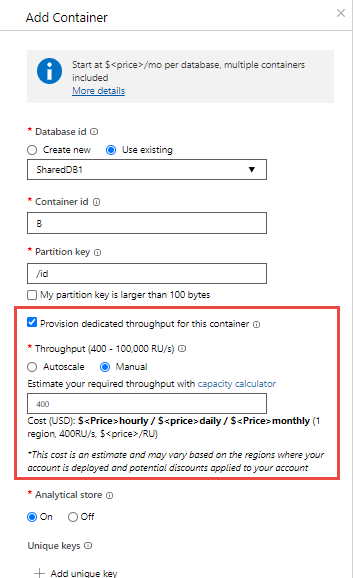 Add Container
Start at $<price>/mo per database, multiple containers
included
More details
* Database id
Create new Use existing
SharedDB1
* Container id
B
* Partition key
/id
My partition key is larger than 100 bytes
Provision dedicated throughput for this container
* Throughput (400 - 100,000 RU/s)
Autoscale Manual
Estimate your required throughput with capacity calculator
400
Cost (USD): $<Price>hourly / $<price>daily / $<Price>monthly (1
region, 400RU/s, $<price>/RU)
*This cost is an estimate and may vary based on the regions where your
account is deployed and potential discounts applied to your account
* Analytical store
On Off
Unique keys
+ Add unique key